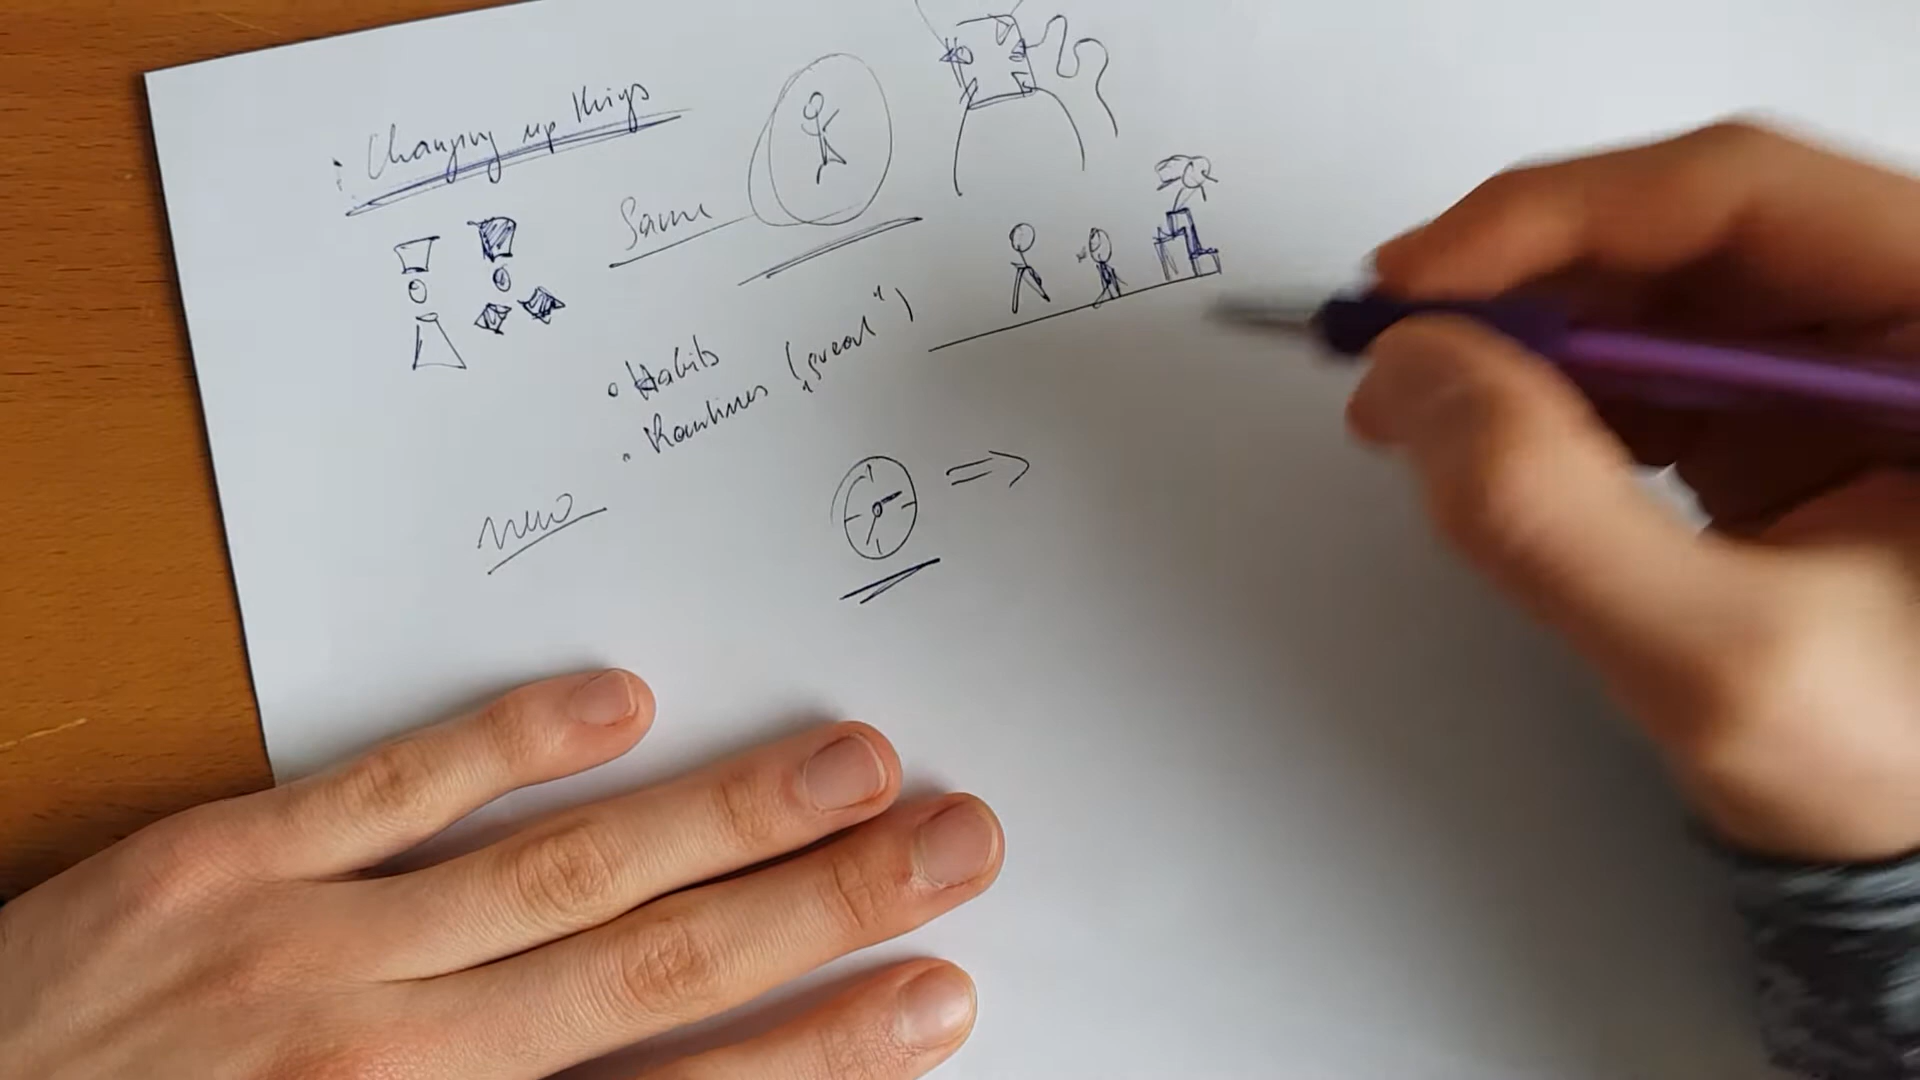 Changing up things
Same
Habits
Routines („great“)
new